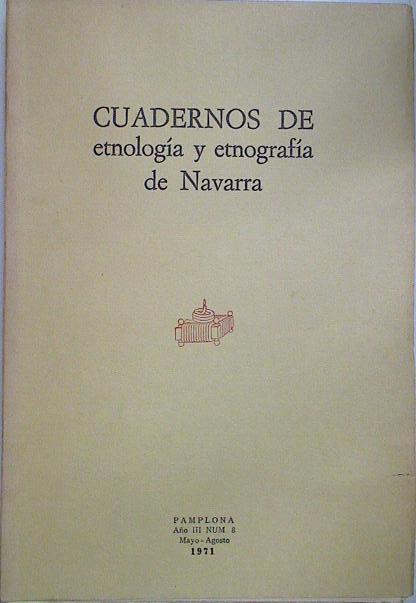 CUADERNOS DE
etnología y etnografía
de Navarra
PAMPLONA
Año III NUM 8
Mayo - Agosto
1971